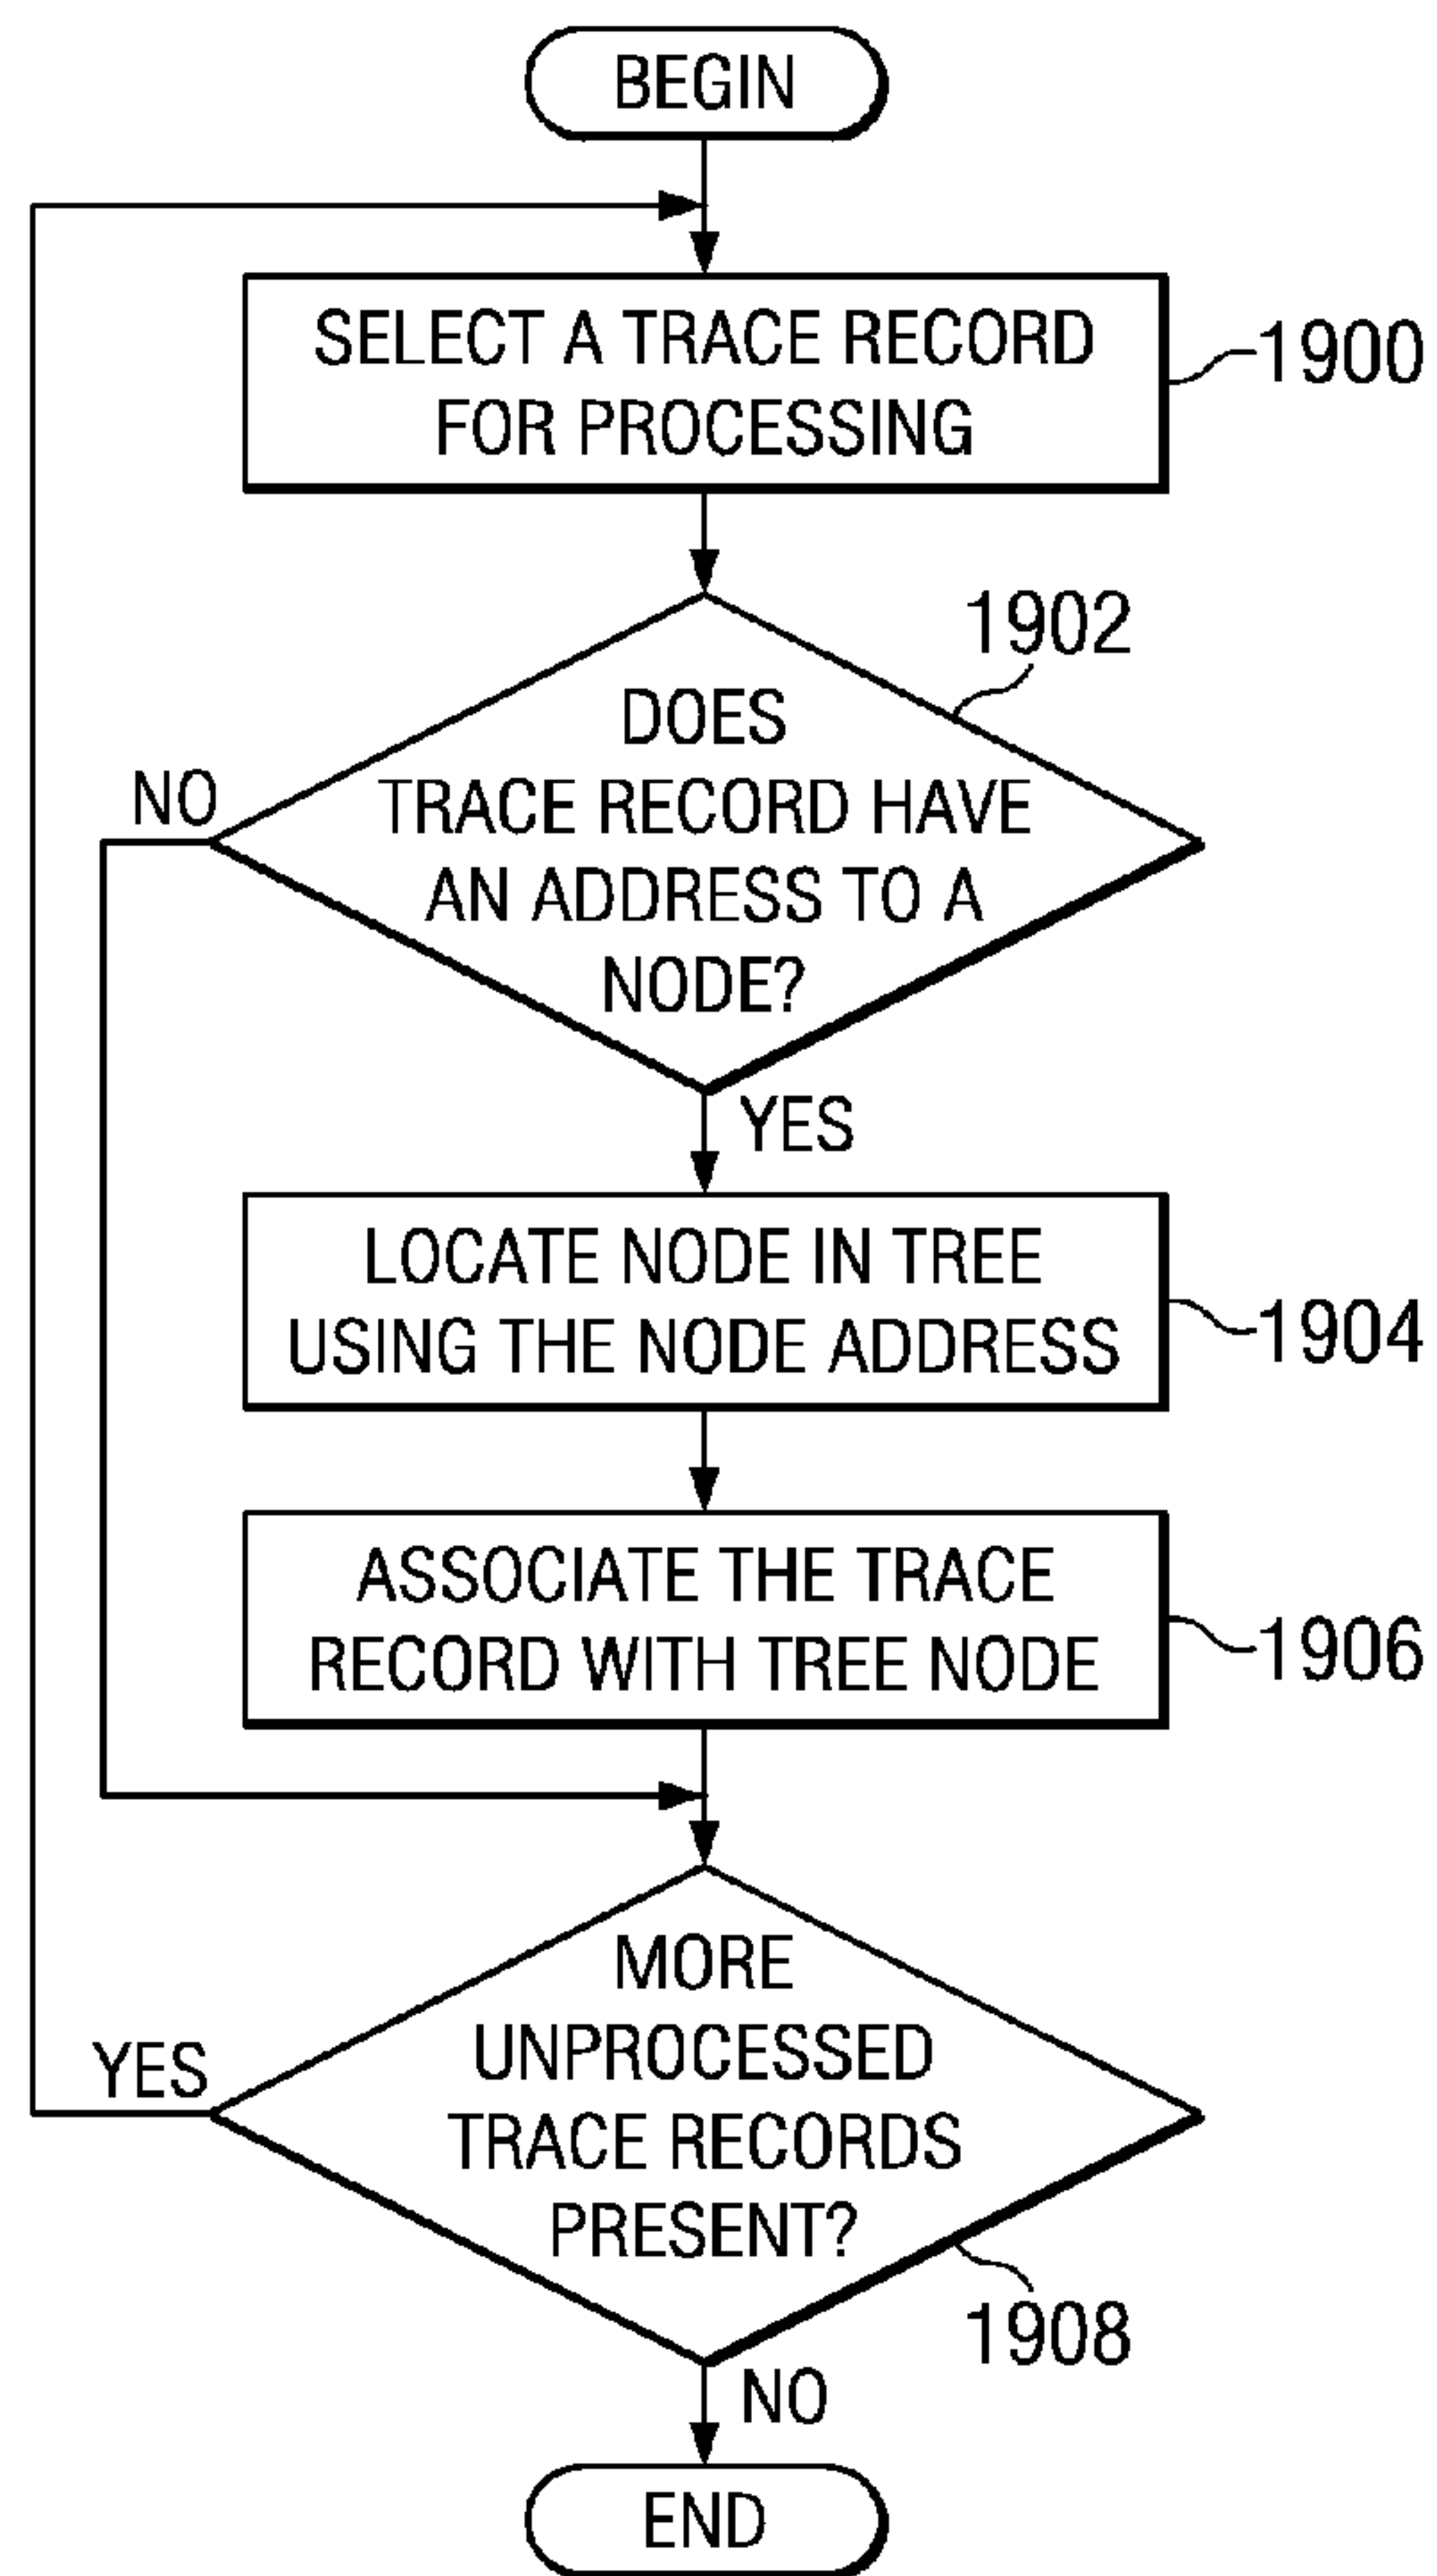 BEGIN
SELECT A TRACE RECORD
FOR PROCESSING
1900
1902
DOES
TRACE RECORD HAVE
AN ADDRESS TO A
NODE?
NO
YES
LOCATE NODE IN TREE
USING THE NODE ADDRESS
1904
ASSOCIATE THE TRACE
RECORD WITH TREE NODE
1906
MORE
UNPROCESSED
TRACE RECORDS
PRESENT?
YES
1908
NO
END